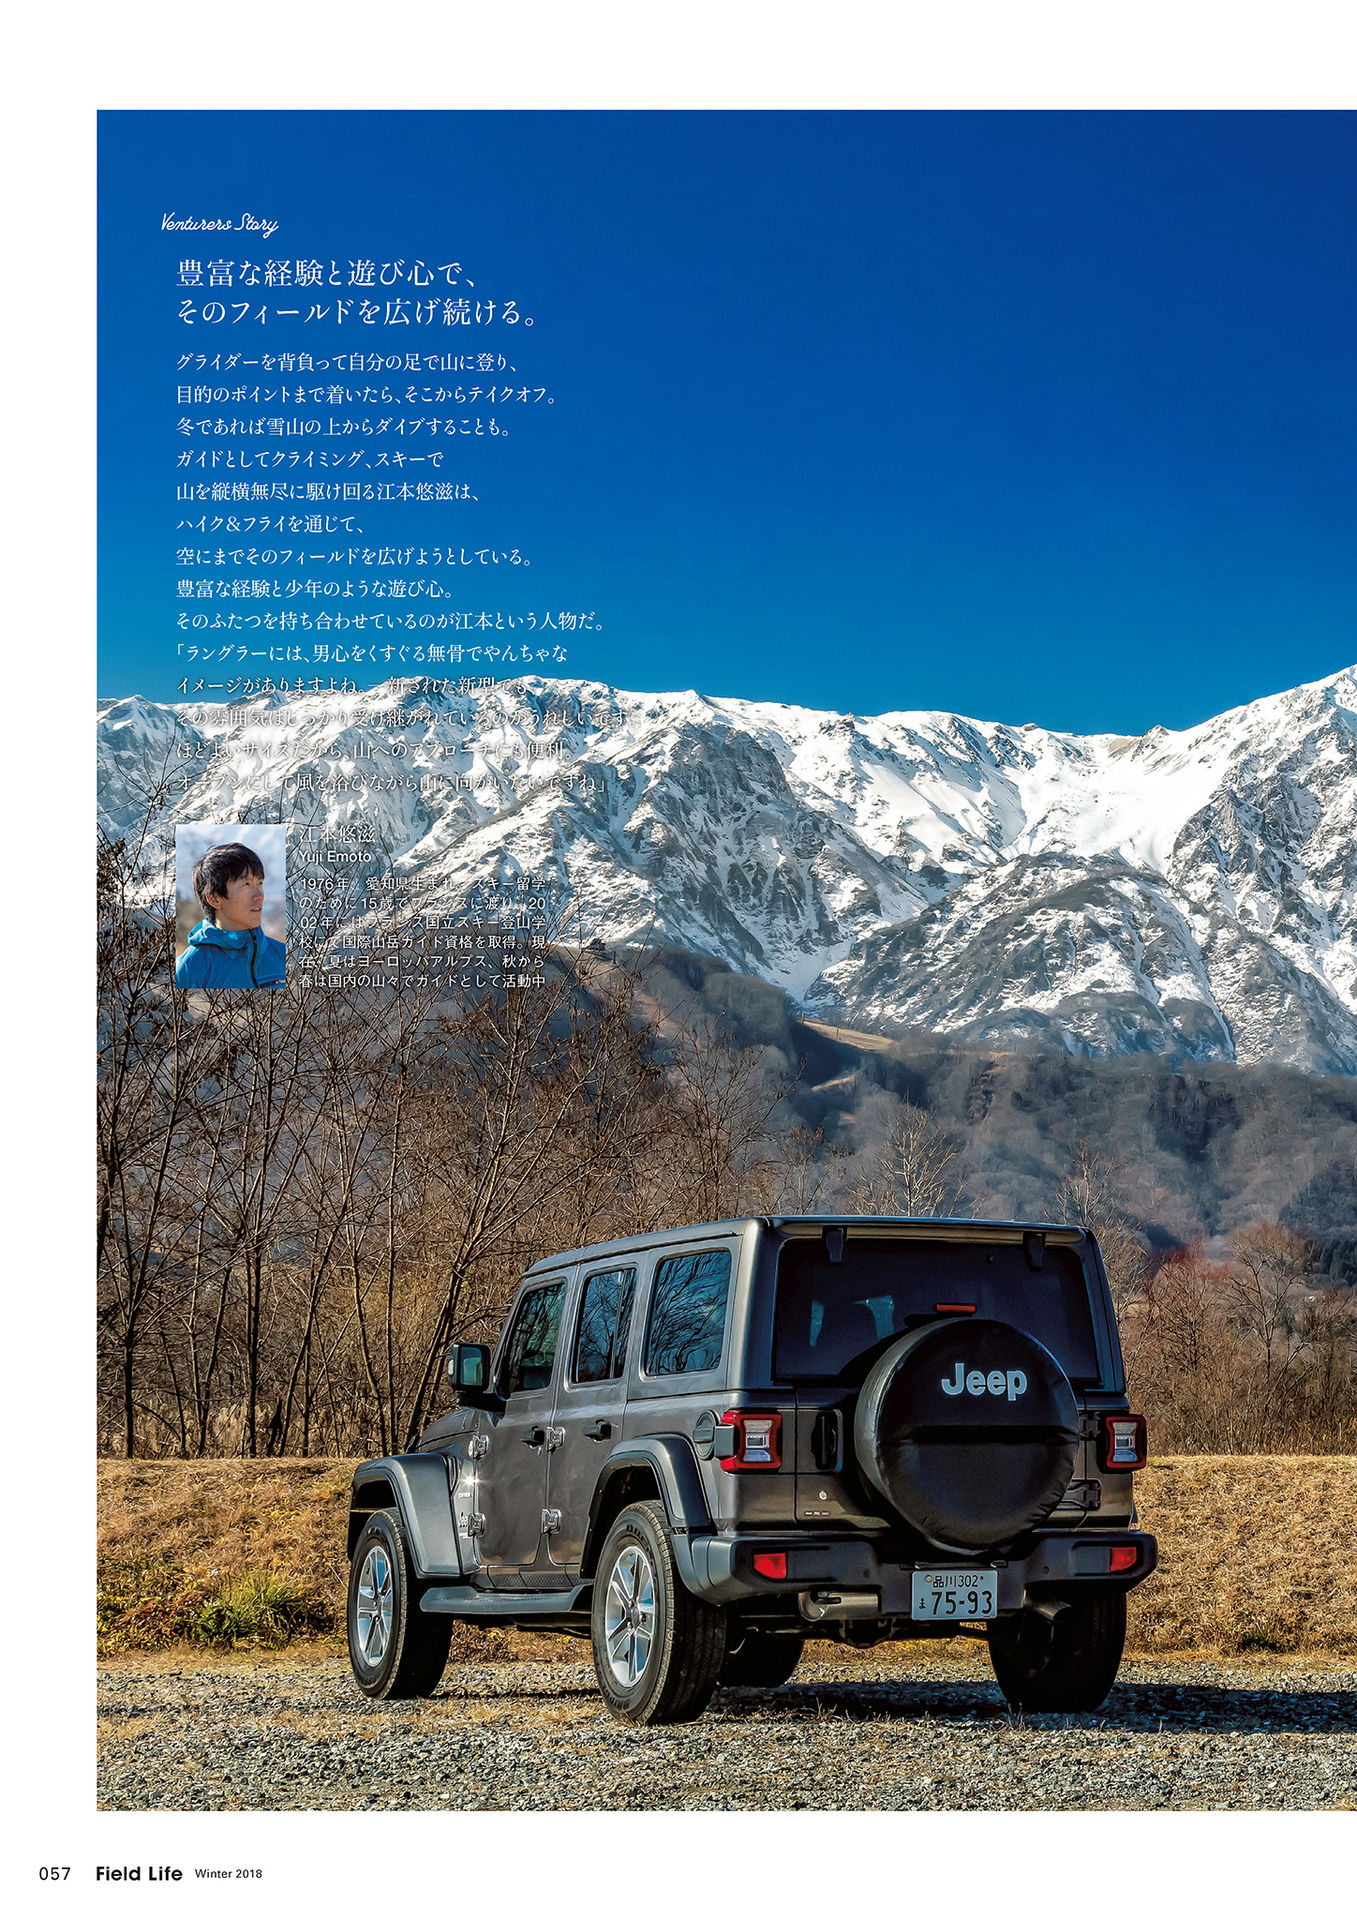 Venturers Story
豊富な経験と遊び心で、
そのフィールドを広げ続ける。
グライダーを背負って自分の足で山に登り、
目的のポイントまで着いたら、そこからテイクオフ。
冬であれば雪山の上からダイブすることも。
ガイドとしてクライミング、スキーで
山を縦横無尽に駆け回る江本悠滋は、
ハイク&フライを通じて、
空にまでそのフィールドを広げようとしている。
豊富な経験と少年のような遊び心。
そのふたつを持ち合わせているのが江本という人物だ。
「ラングラーには、男心をくすぐる無骨でやんちゃな
イメージがありますよね。一新された新型でも
その雰囲気はしっかり受け継がれているのがうれしいです。
ほどよいサイズだから、山へのアプローチにも便利。
オープンにして風を浴びながら山に向かいたいですね」
江本悠滋
Yuji Emoto
1976年、愛知県生まれ。スキー留学
のために15歳でフランスに渡り、20
02年にはフランス国立スキー登山学
校にて国際山岳ガイド資格を取得。現
在、夏はヨーロッパアルプス、秋から
春は国内の山々でガイドとして活動中
Jeep
品川 302
ま 75-93
057 Field Life Winter 2018